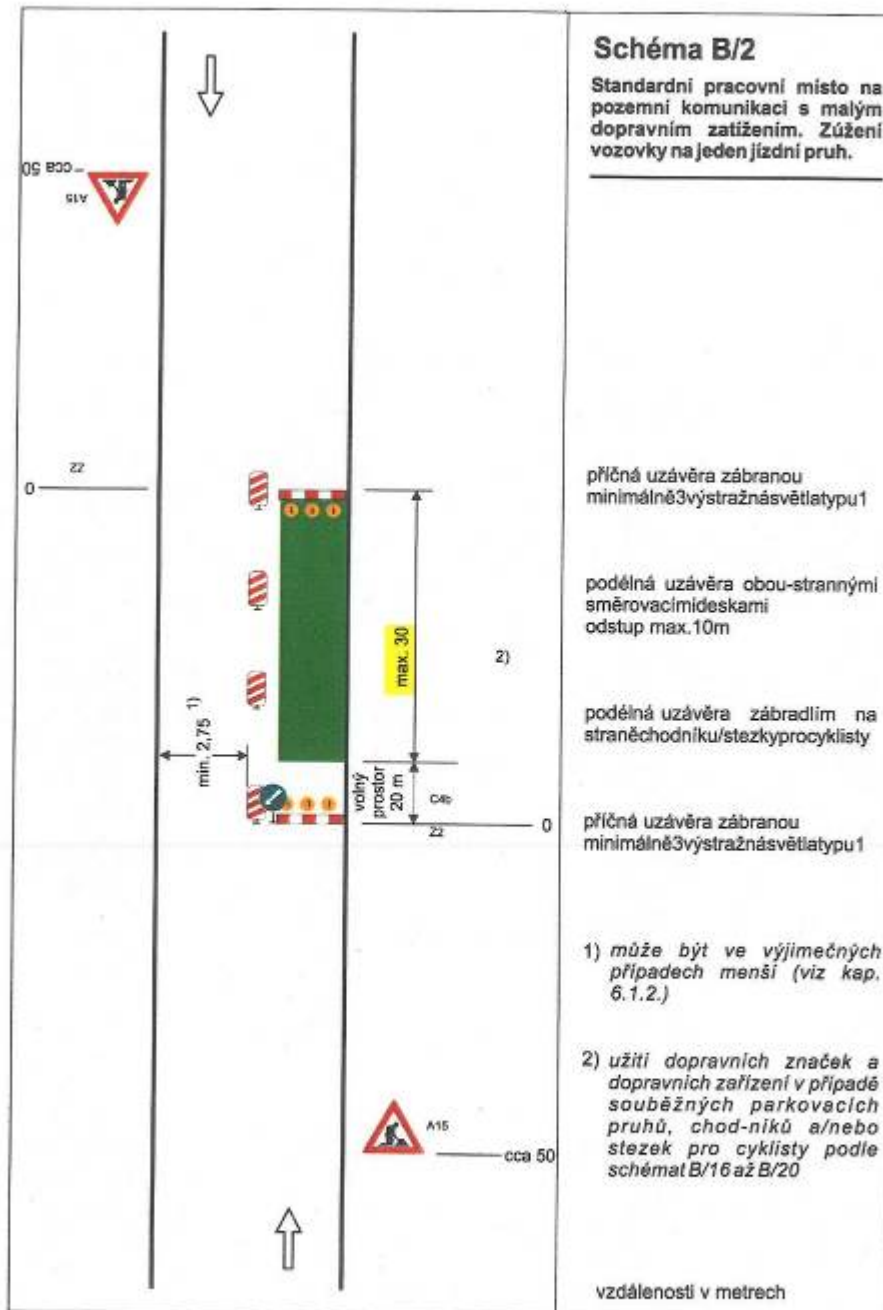 Schéma B/2
Standardní pracovní místo na
pozemní komunikaci s malým
dopravním zatížením. Zúžení
vozovky na jeden jízdní pruh.
cca 50
A15
Z2
0
příčná uzávěra zábranou
minimálně3výstražnásvětlatypu1
podélná uzávěra obou-strannými
směrovacímideskami
odstup max.10m
max. 30
2)
min. 2,75 1)
podélná uzávěra zábradlím na
straněchodníku/stezkyprocyklisty
volný
prostor
20 m
C4b
Z2
0
příčná uzávěra zábranou
minimálně3výstražnásvětlatypu1
1) může být ve výjimečných
případech menší (viz kap.
6.1.2.)
2) užití dopravních značek a
dopravních zařízení v případě
souběžných parkovacích
pruhů, chod-níků a/nebo
stezek pro cyklisty podle
schémat B/16 až B/20
A15
cca 50
vzdálenosti v metrech